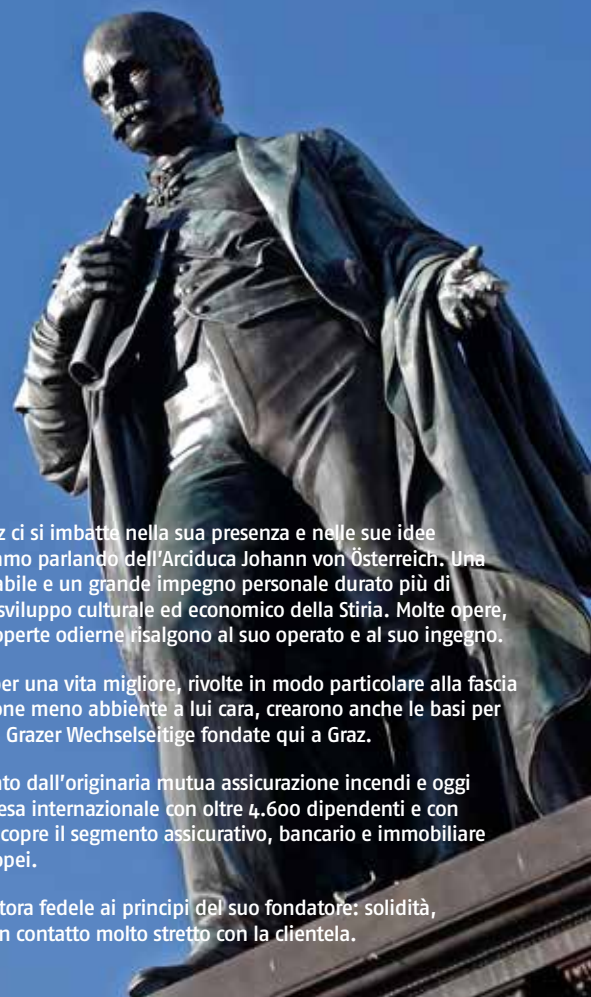 z ci si imbatte nella sua presenza e nelle sue idee
amo parlando dell'Arciduca Johann von Österreich. Una
abile e un grande impegno personale durato più di
sviluppo culturale ed economico della Stiria. Molte opere,
operte odierne risalgono al suo operato e al suo ingegno.
per una vita migliore, rivolte in modo particolare alla fascia
one meno abbiente a lui cara, crearono anche le basi per
Grazer Wechselseitige fondate qui a Graz.
ato dall'originaria mutua assicurazione incendi e oggi
esa internazionale con oltre 4.600 dipendenti e con
copre il segmento assicurativo, bancario e immobiliare
opei.
tora fedele ai principi del suo fondatore: solidità,
n contatto molto stretto con la clientela.